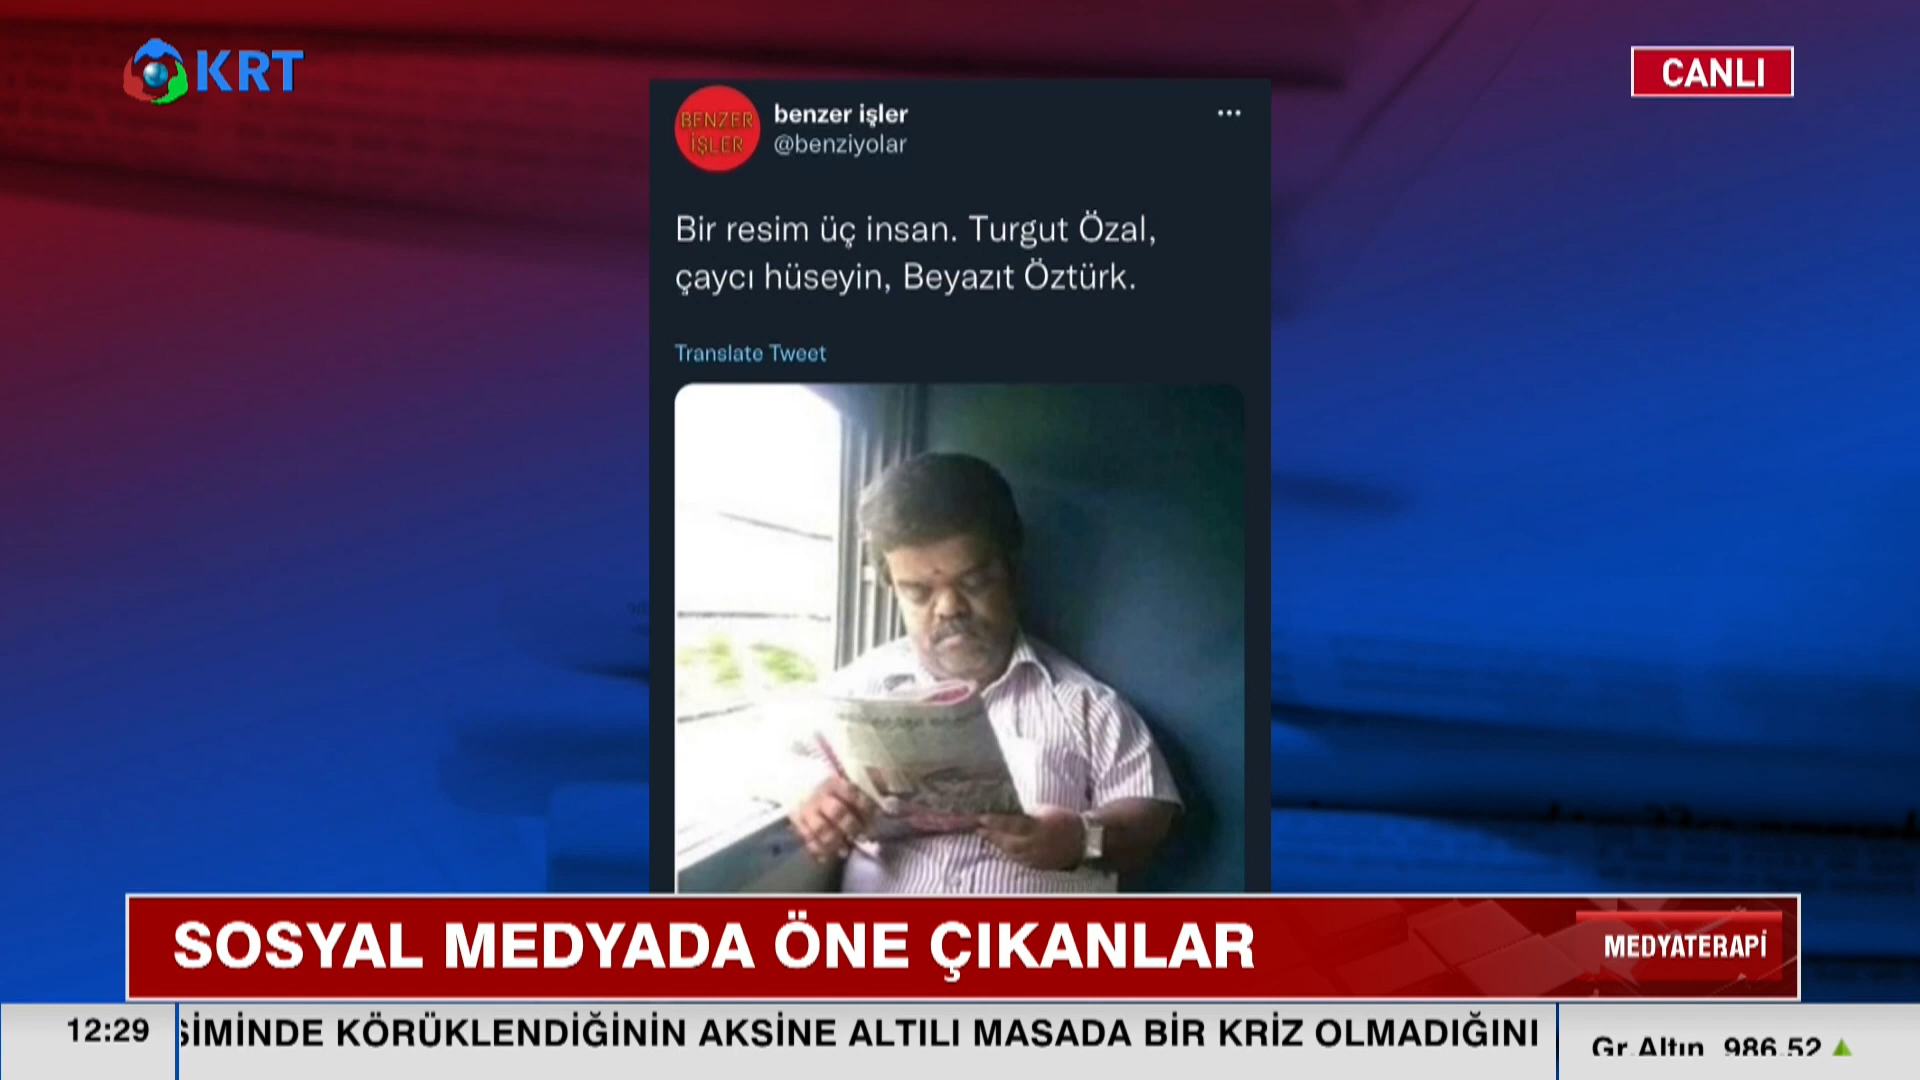 KRT
CANLI
BENZER
İŞLER
benzer işler
@benziyolar
Bir resim üç insan. Turgut Özal,
çaycı hüseyin, Beyazıt Öztürk.
Translate Tweet
SOSYAL MEDYADA ÖNE ÇIKANLAR
MEDYATERAPİ
12:29
ŞİMİNDE KÖRÜKLENDİĞİNİN AKSİNE ALTILI MASADA BİR KRİZ OLMADIĞINI
Gr.Altın 986.52